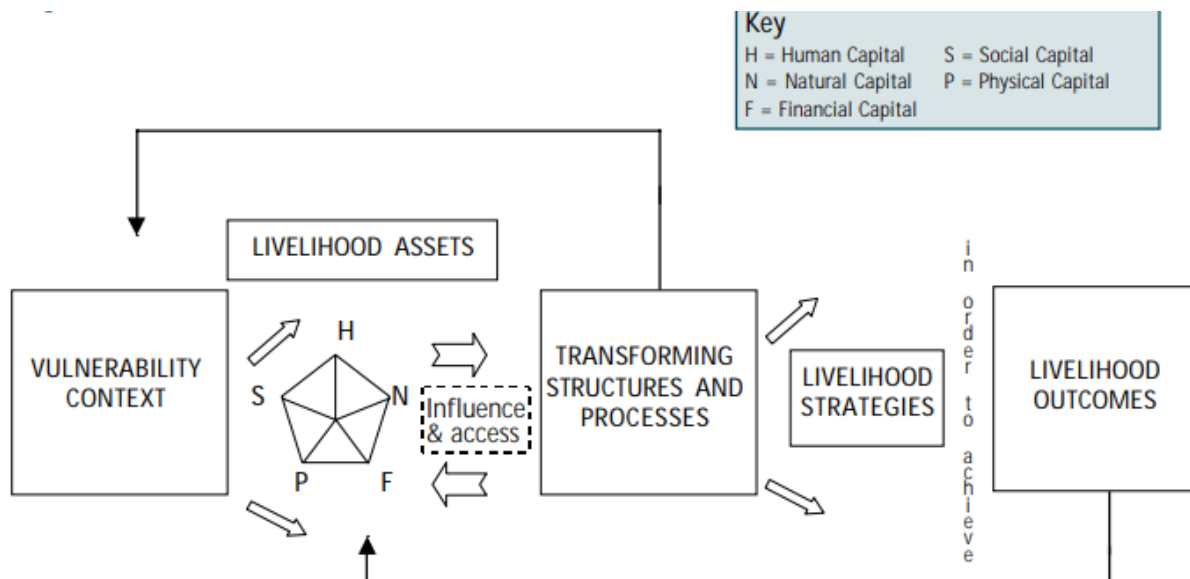 Key
H = Human Capital S = Social Capital
N = Natural Capital P = Physical Capital
F = Financial Capital
LIVELIHOOD ASSETS
VULNERABILITY
CONTEXT
H
S
N
P
F
Influence
& access
TRANSFORMING
STRUCTURES AND
PROCESSES
LIVELIHOOD
STRATEGIES
in order to achieve
LIVELIHOOD
OUTCOMES